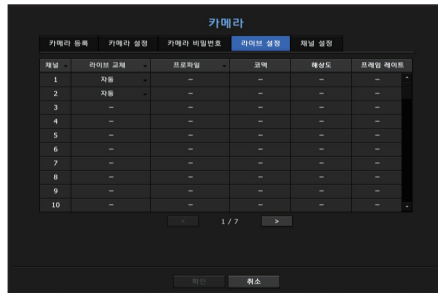 카메라
카메라 등록 카메라 설정 카메라 비밀번호 라이브 설정 채널 설정
채널 라이브 교체 프로파일 코덱 해상도 프레임 레이트
1 자동 – – – –
2 자동 – – – –
3 – – – – –
4 – – – – –
5 – – – – –
6 – – – – –
7 – – – – –
8 – – – – –
9 – – – – –
10 – – – – –
1 / 7 >
취소